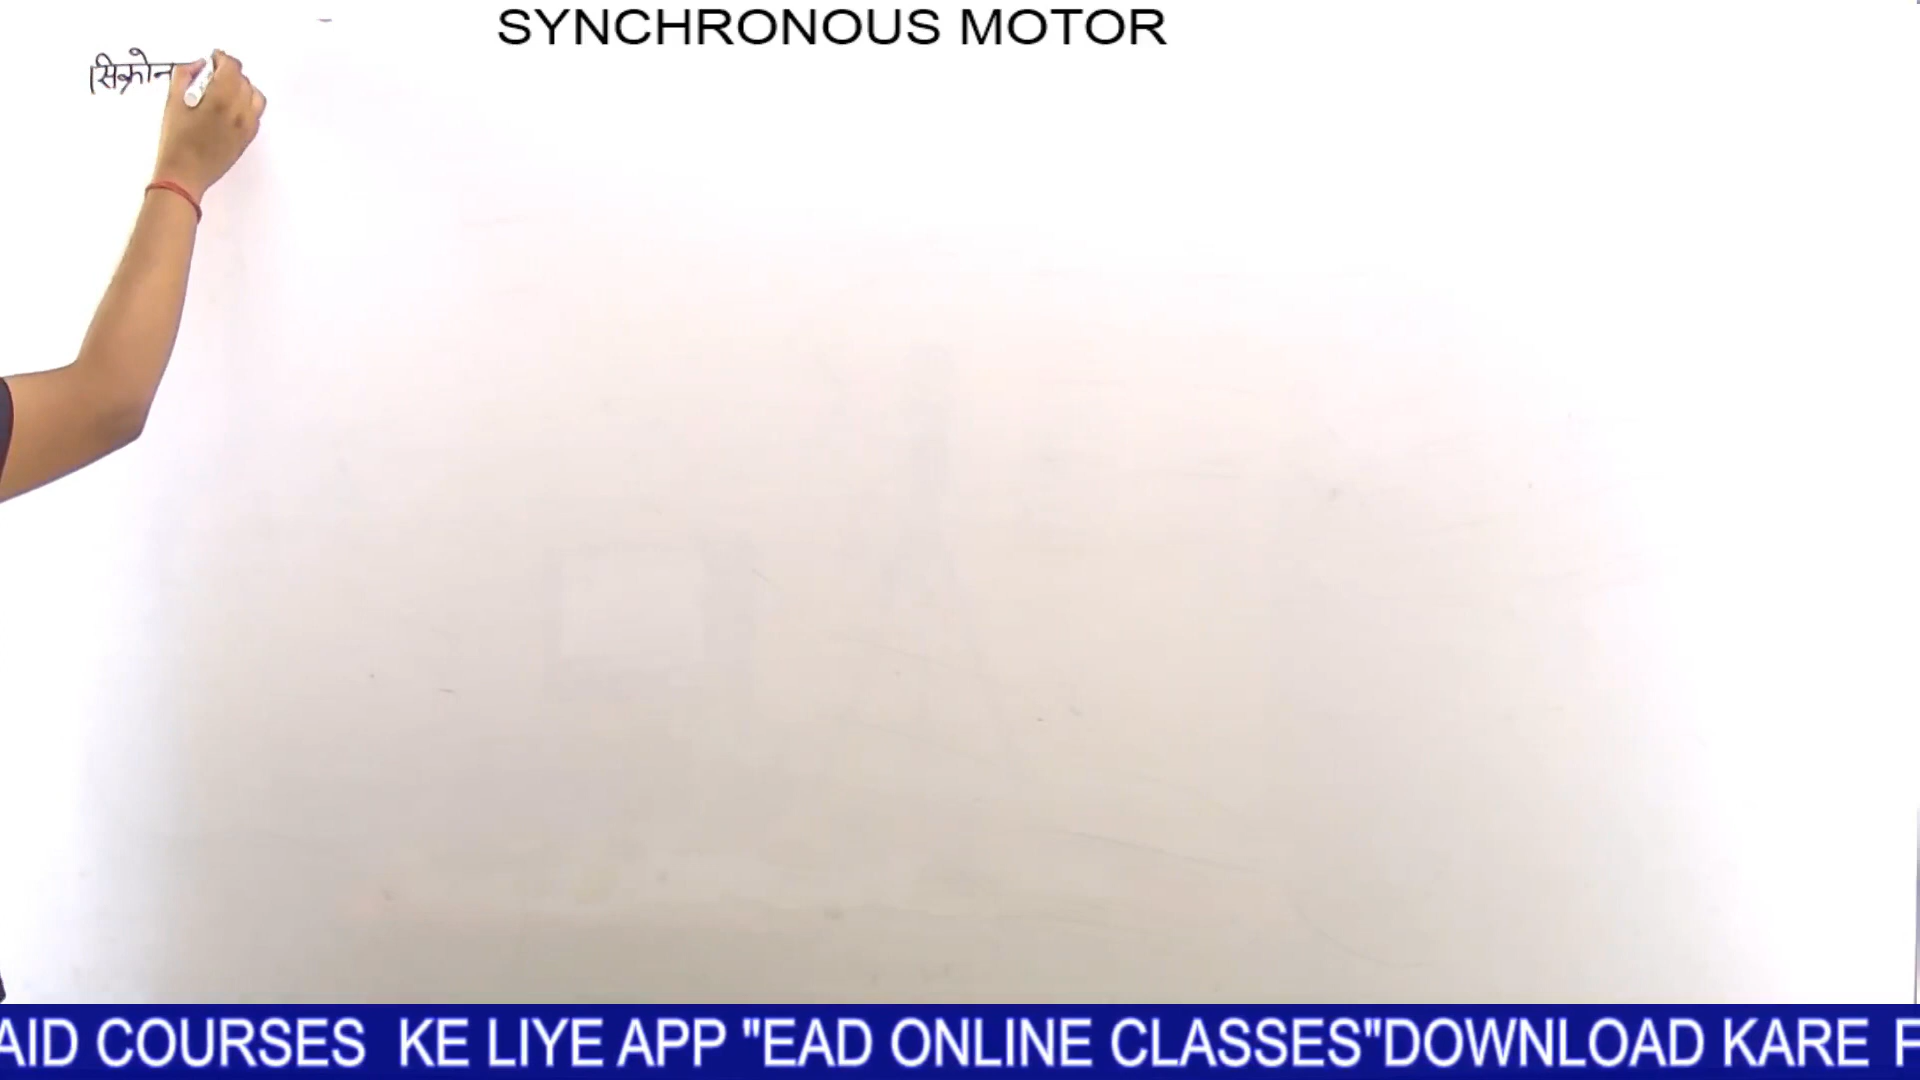 SYNCHRONOUS MOTOR
सिक्रोन
AID COURSES KE LIYE APP "EAD ONLINE CLASSES"DOWNLOAD KARE F